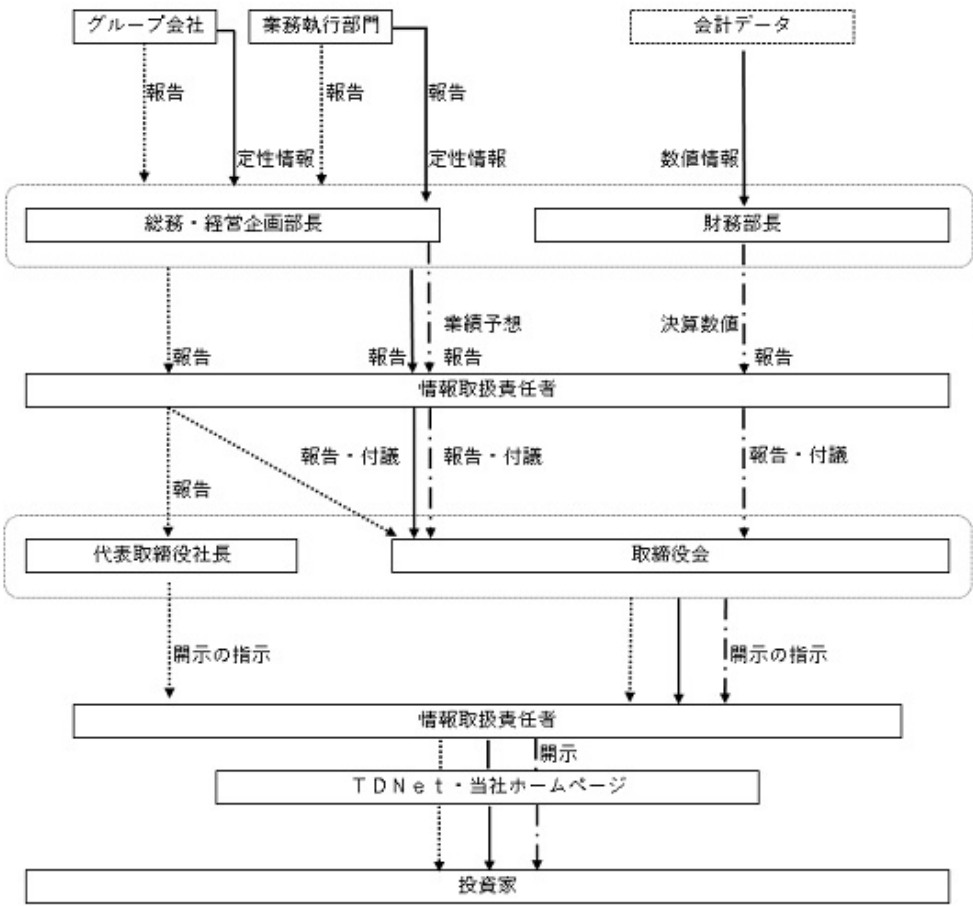 グループ会社
業務執行部門
会計データ
報告
報告
報告
定性情報
定性情報
数値情報
総務・経営企画部長
財務部長
業績予想
決算数値
報告
報告
報告
報告
情報取扱責任者
報告・付議
報告・付議
報告・付議
報告
代表取締役社長
取締役会
開示の指示
開示の指示
情報取扱責任者
開示
ＴＤＮｅｔ・当社ホームページ
投資家